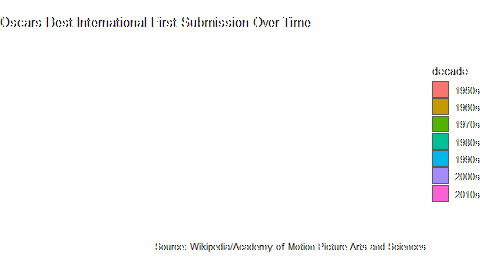 Oscars Best International First Submission Over Time
decade
1950s
1960s
1970s
1980s
1990s
2000s
2010s
Source: Wikipedia/Academy of Motion Picture Arts and Sciences